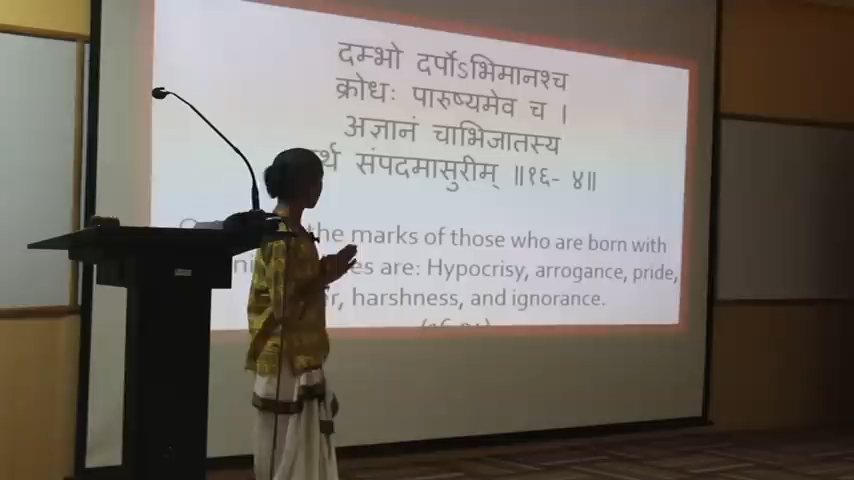 दम्भो दर्पोऽभिमानश्च
क्रोधः पारुष्यमेव च ।
अज्ञानं चाभिजातस्य
संपदमासुरीम् ॥१६- ४॥
the marks of those who are born with
are: Hypocrisy, arrogance, pride,
harshness, and ignorance.